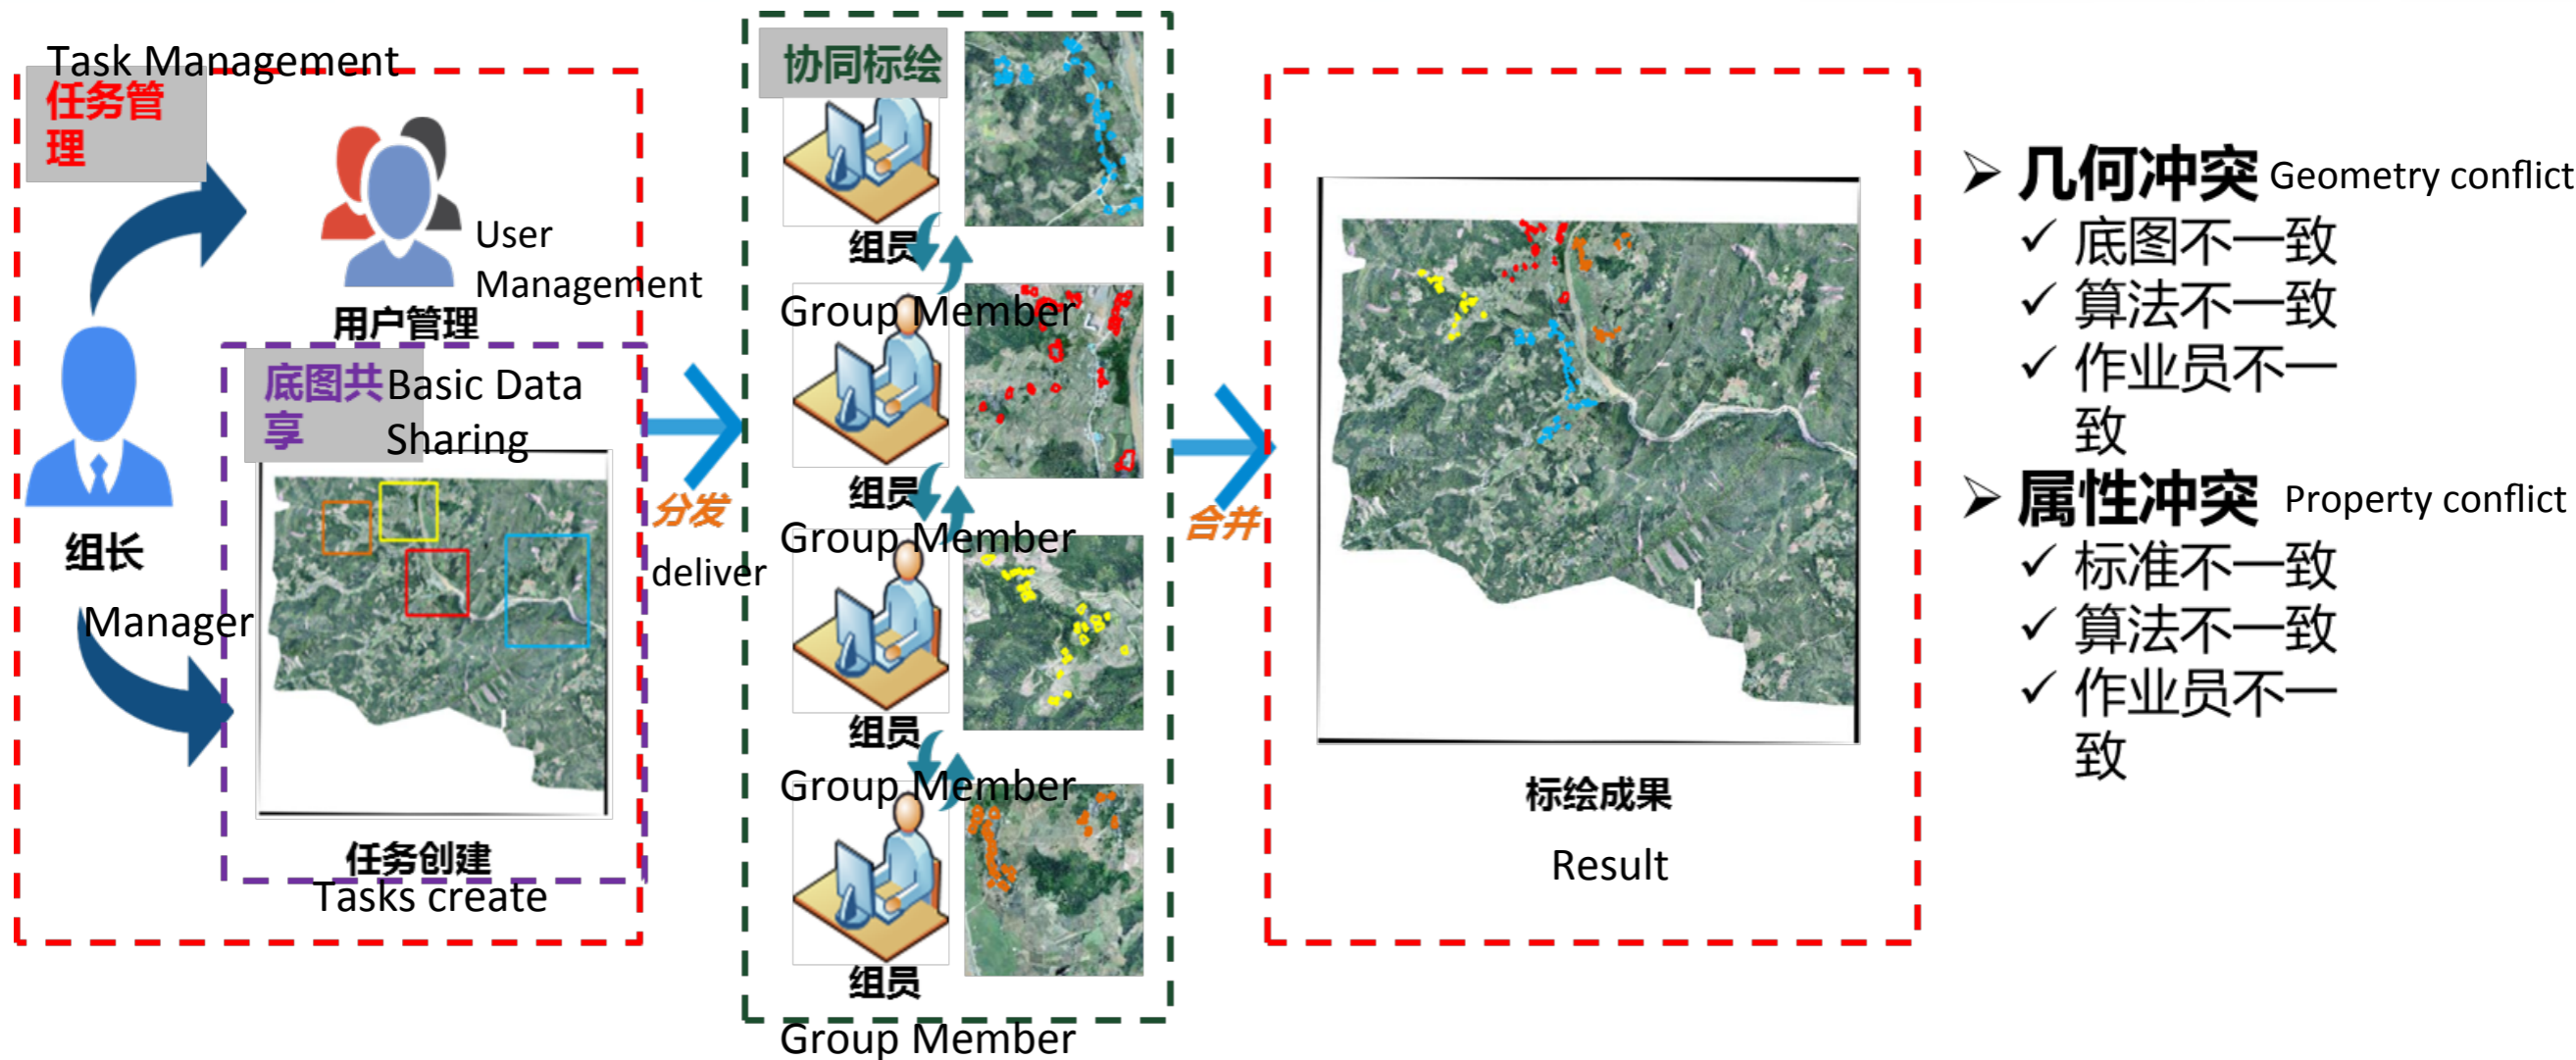 Task Management
任务管
理
User
Management
用户管理
底图共
享
Basic Data
Sharing
组长
Manager
任务创建
Tasks create
分发
deliver
协同标绘
组员
Group Member
组员
Group Member
组员
Group Member
组员
Group Member
合并
标绘成果
Result
➢ 几何冲突 Geometry conflict
✓ 底图不一致
✓ 算法不一致
✓ 作业员不一
致
➢ 属性冲突 Property conflict
✓ 标准不一致
✓ 算法不一致
✓ 作业员不一
致